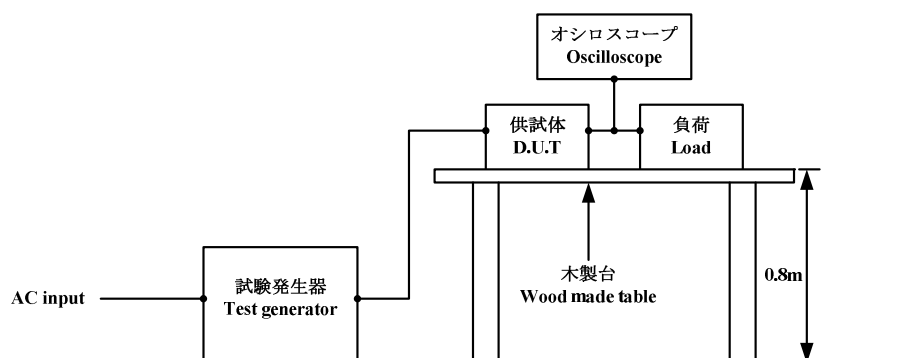 オシロスコープ
Oscilloscope
供試体
D.U.T
負荷
Load
試験発生器
Test generator
AC input
木製台
Wood made table
0.8m